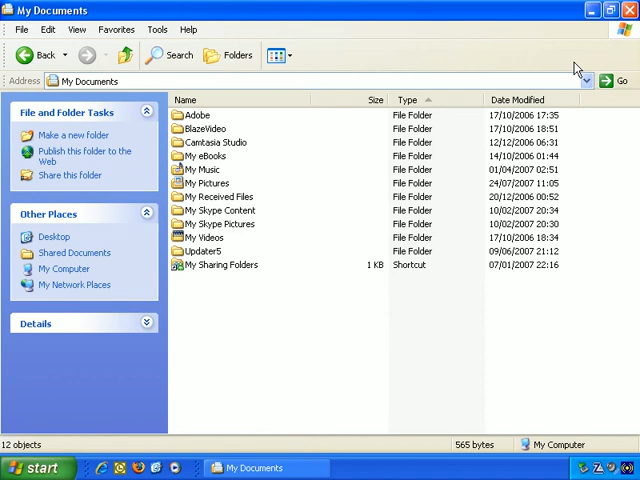 My Documents
File Edit View Favorites Tools Help
Back Search Folders
Address My Documents Go
File and Folder Tasks
Make a new folder
Publish this folder to the
Web
Share this folder
Other Places
Desktop
Shared Documents
My Computer
My Network Places
Details
Name Size Type Date Modified
Adobe File Folder 17/10/2006 17:35
BlazeVideo File Folder 17/10/2006 18:51
Camtasia Studio File Folder 12/12/2006 06:31
My eBooks File Folder 14/10/2006 01:44
My Music File Folder 01/04/2007 02:51
My Pictures File Folder 24/07/2007 11:05
My Received Files File Folder 20/12/2006 00:52
My Skype Content File Folder 10/02/2007 20:34
My Skype Pictures File Folder 10/02/2007 20:30
My Videos File Folder 17/10/2006 18:34
Updater5 File Folder 09/06/2007 21:12
My Sharing Folders 1 KB Shortcut 07/01/2007 22:16
12 objects 565 bytes My Computer
start My Documents